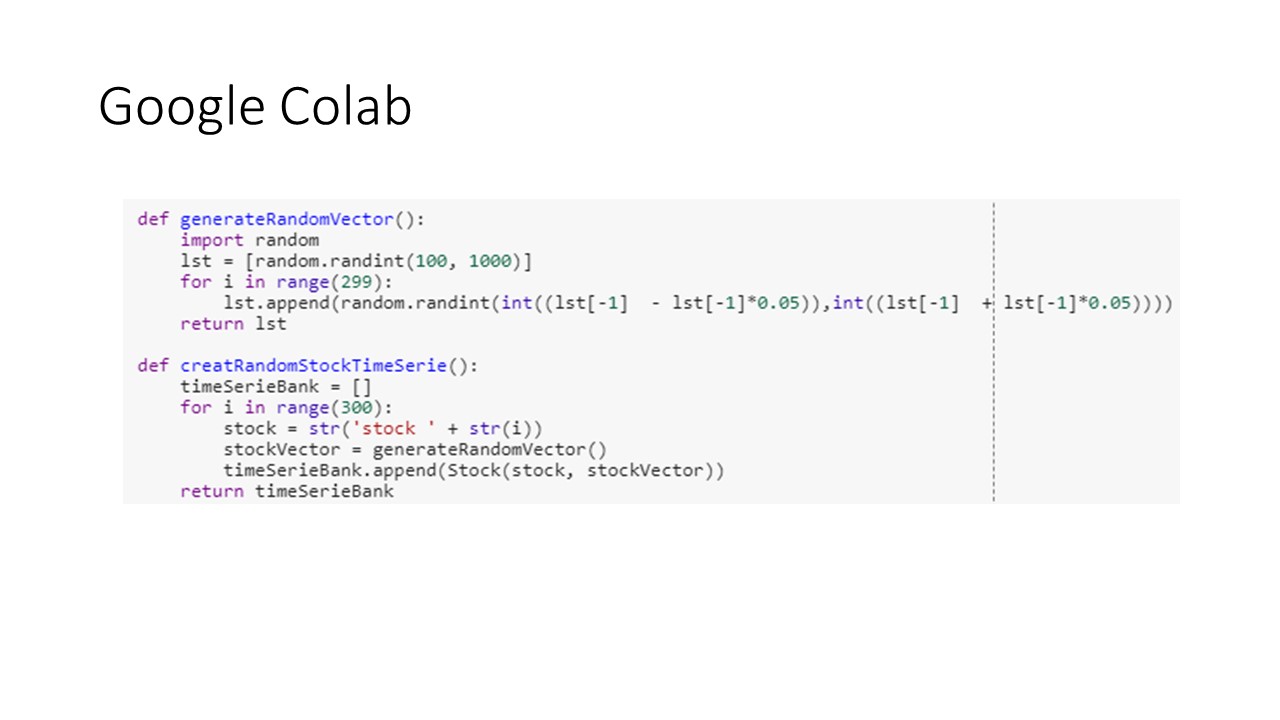 Google Colab
def generateRandomVector():
    import random
    lst = [random.randint(100, 1000)]
    for i in range(299):
        lst.append(random.randint(int((lst[-1]  - lst[-1]*0.05)),int((lst[-1]  + lst[-1]*0.05))))
    return lst
def creatRandomStockTimeSerie():
    timeSerieBank = []
    for i in range(300):
        stock = str('stock ' + str(i))
        stockVector = generateRandomVector()
        timeSerieBank.append(Stock(stock, stockVector))
    return timeSerieBank